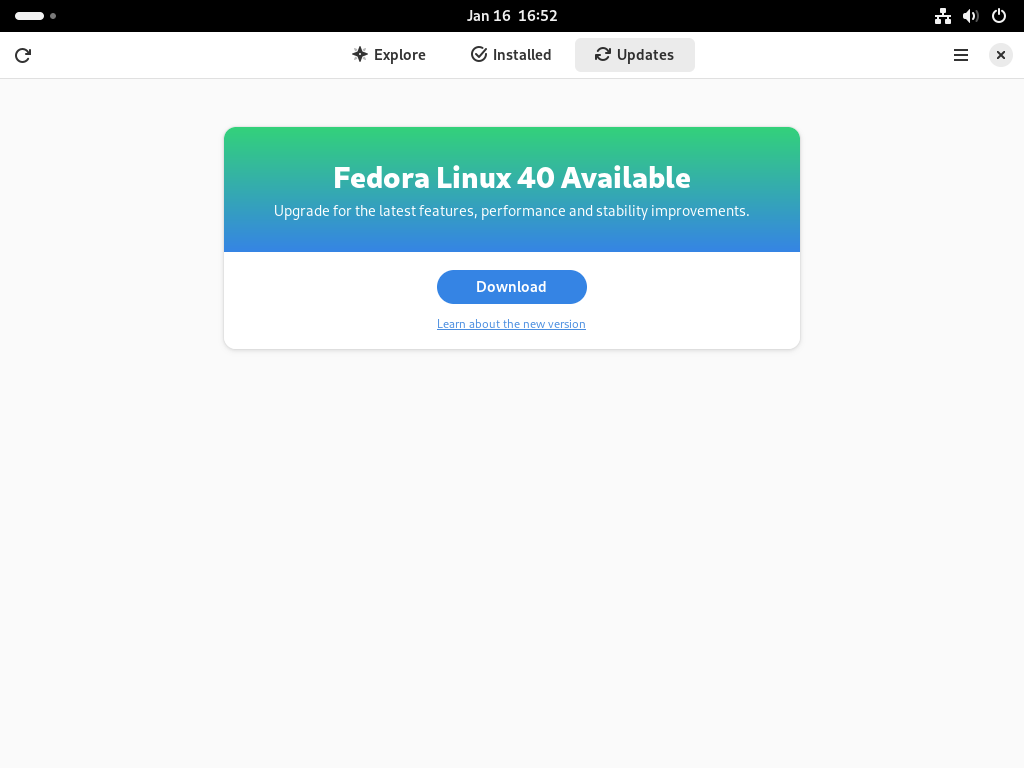 Jan 16 16:52
Explore
Installed
Updates
Fedora Linux 40 Available
Upgrade for the latest features, performance and stability improvements.
Download
Learn about the new version